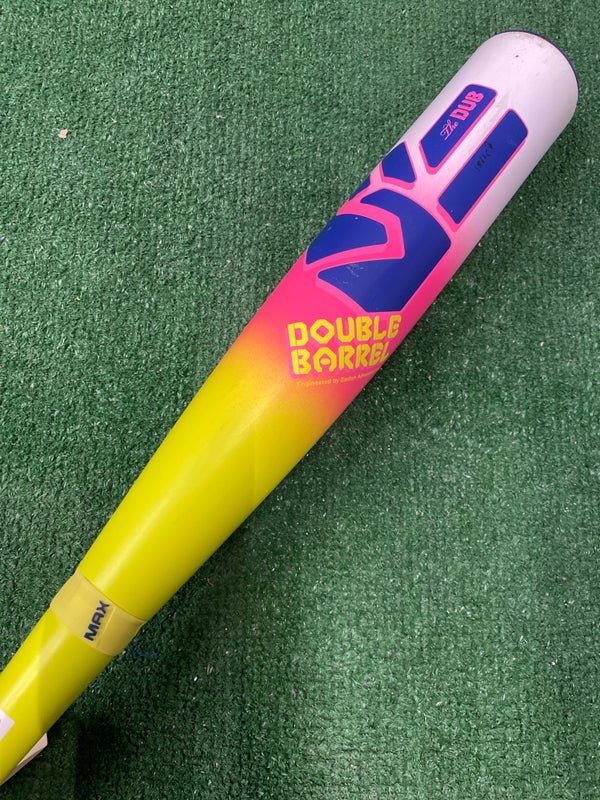 The DUB
DOUBLE
BARREL
Engineered by Easton
MAX